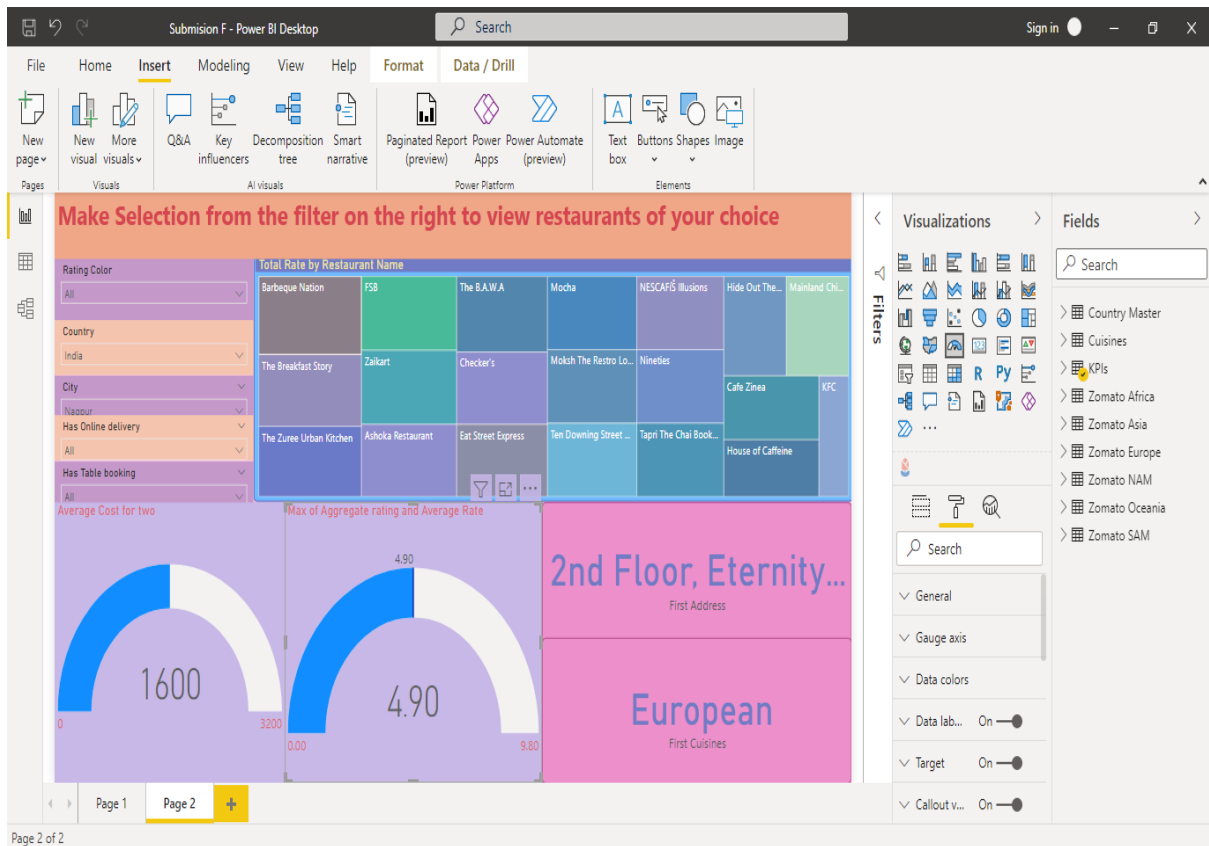 Submision F - Power BI Desktop
Search
Sign in
File Home Insert Modeling View Help Format Data / Drill
New page
New visual
More visuals
Q&A
Key influencers
Decomposition tree
Smart narrative
Paginated Report (preview)
Power Apps
Power Automate (preview)
Text box
Buttons
Shapes
Image
Pages
Visuals
AI visuals
Power Platform
Elements
Make Selection from the filter on the right to view restaurants of your choice
Rating Color
All
Country
India
City
Nagpur
Has Online delivery
All
Has Table booking
All
Total Rate by Restaurant Name
Barbeque Nation
The Breakfast Story
The Zuree Urban Kitchen
FSB
Zaikart
Ashoka Restaurant
The B.A.W.A
Checker's
Eat Street Express
Mocha
Moksh The Restro Lo...
Ten Downing Street ...
NESCAFÍŠ Illusions
Nineties
Tapri The Chai Book...
Hide Out The...
Mainland Chi...
Cafe Zinea
KFC
House of Caffeine
Average Cost for two
1600
0
3200
Max of Aggregate rating and Average Rate
4.90
4.90
0.00
9.80
2nd Floor, Eternity...
First Address
European
First Cuisines
Filters
Visualizations
123
R
Py
Search
General
Gauge axis
Data colors
Data lab... On
Target On
Callout v... On
Fields
Search
Country Master
Cuisines
KPIs
Zomato Africa
Zomato Asia
Zomato Europe
Zomato NAM
Zomato Oceania
Zomato SAM
Page 1
Page 2
Page 2 of 2